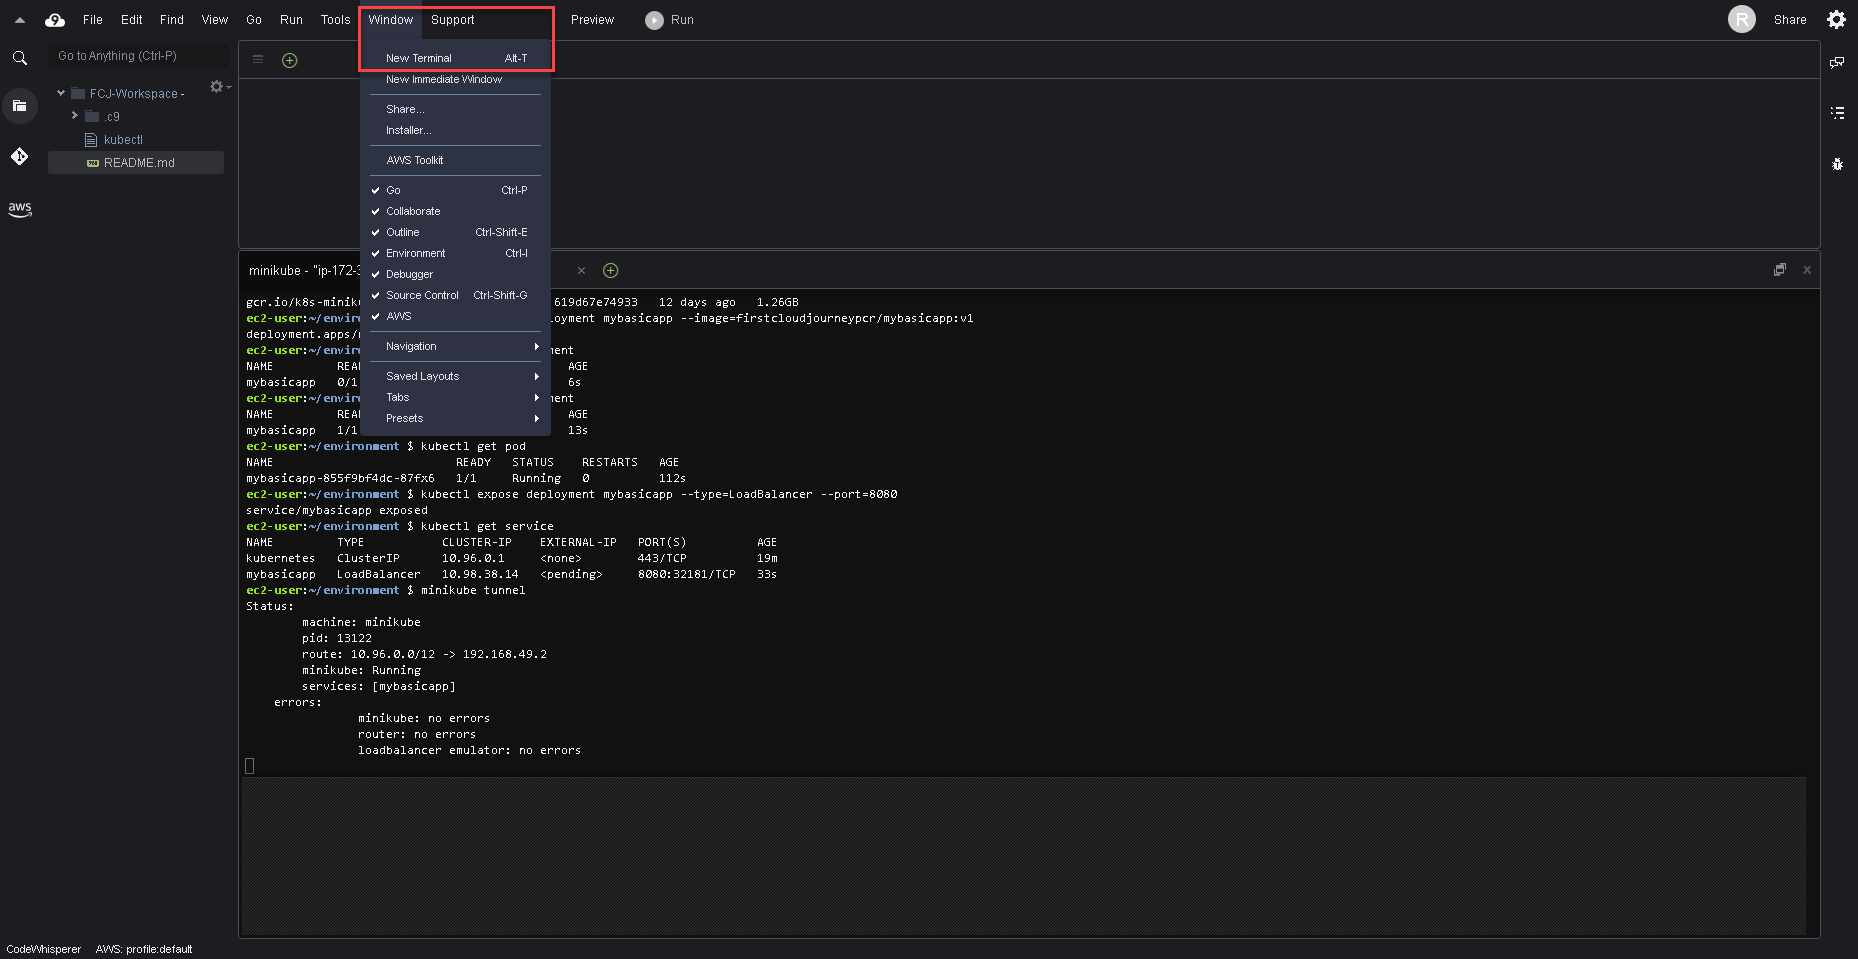 File Edit Find View Go Run Tools Window Support Preview Run R Share
Go to Anything (Ctrl-P)
FCJ-Workspace -
.c9
kubectl
README.md
aws
New Terminal Alt-T
New Immediate Window
Share...
Installer...
AWS Toolkit
Go Ctrl-P
Collaborate
Outline Ctrl-Shift-E
Environment Ctrl-I
Debugger
Source Control Ctrl-Shift-G
AWS
Navigation
Saved Layouts
Tabs
Presets
minikube - "ip-172-3
gcr.io/k8s-minik 619d67e74933 12 days ago 1.26GB
ec2-user:~/enviro oyment mybasicapp --image=firstcloudjourneypcr/mybasicapp:v1
deployment.apps/
ec2-user:~/enviro ment
NAME REA AGE
mybasicapp 0/1 6s
ec2-user:~/enviro ment
NAME REA AGE
mybasicapp 1/1 13s
ec2-user:~/environment $ kubectl get pod
NAME READY STATUS RESTARTS AGE
mybasicapp-855f9bf4dc-87fx6 1/1 Running 0 112s
ec2-user:~/environment $ kubectl expose deployment mybasicapp --type=LoadBalancer --port=8080
service/mybasicapp exposed
ec2-user:~/environment $ kubectl get service
NAME TYPE CLUSTER-IP EXTERNAL-IP PORT(S) AGE
kubernetes ClusterIP 10.96.0.1 <none> 443/TCP 19m
mybasicapp LoadBalancer 10.98.38.14 <pending> 8080:32181/TCP 33s
ec2-user:~/environment $ minikube tunnel
Status:
machine: minikube
pid: 13122
route: 10.96.0.0/12 -> 192.168.49.2
minikube: Running
services: [mybasicapp]
errors:
minikube: no errors
router: no errors
loadbalancer emulator: no errors
CodeWhisperer AWS: profile:default